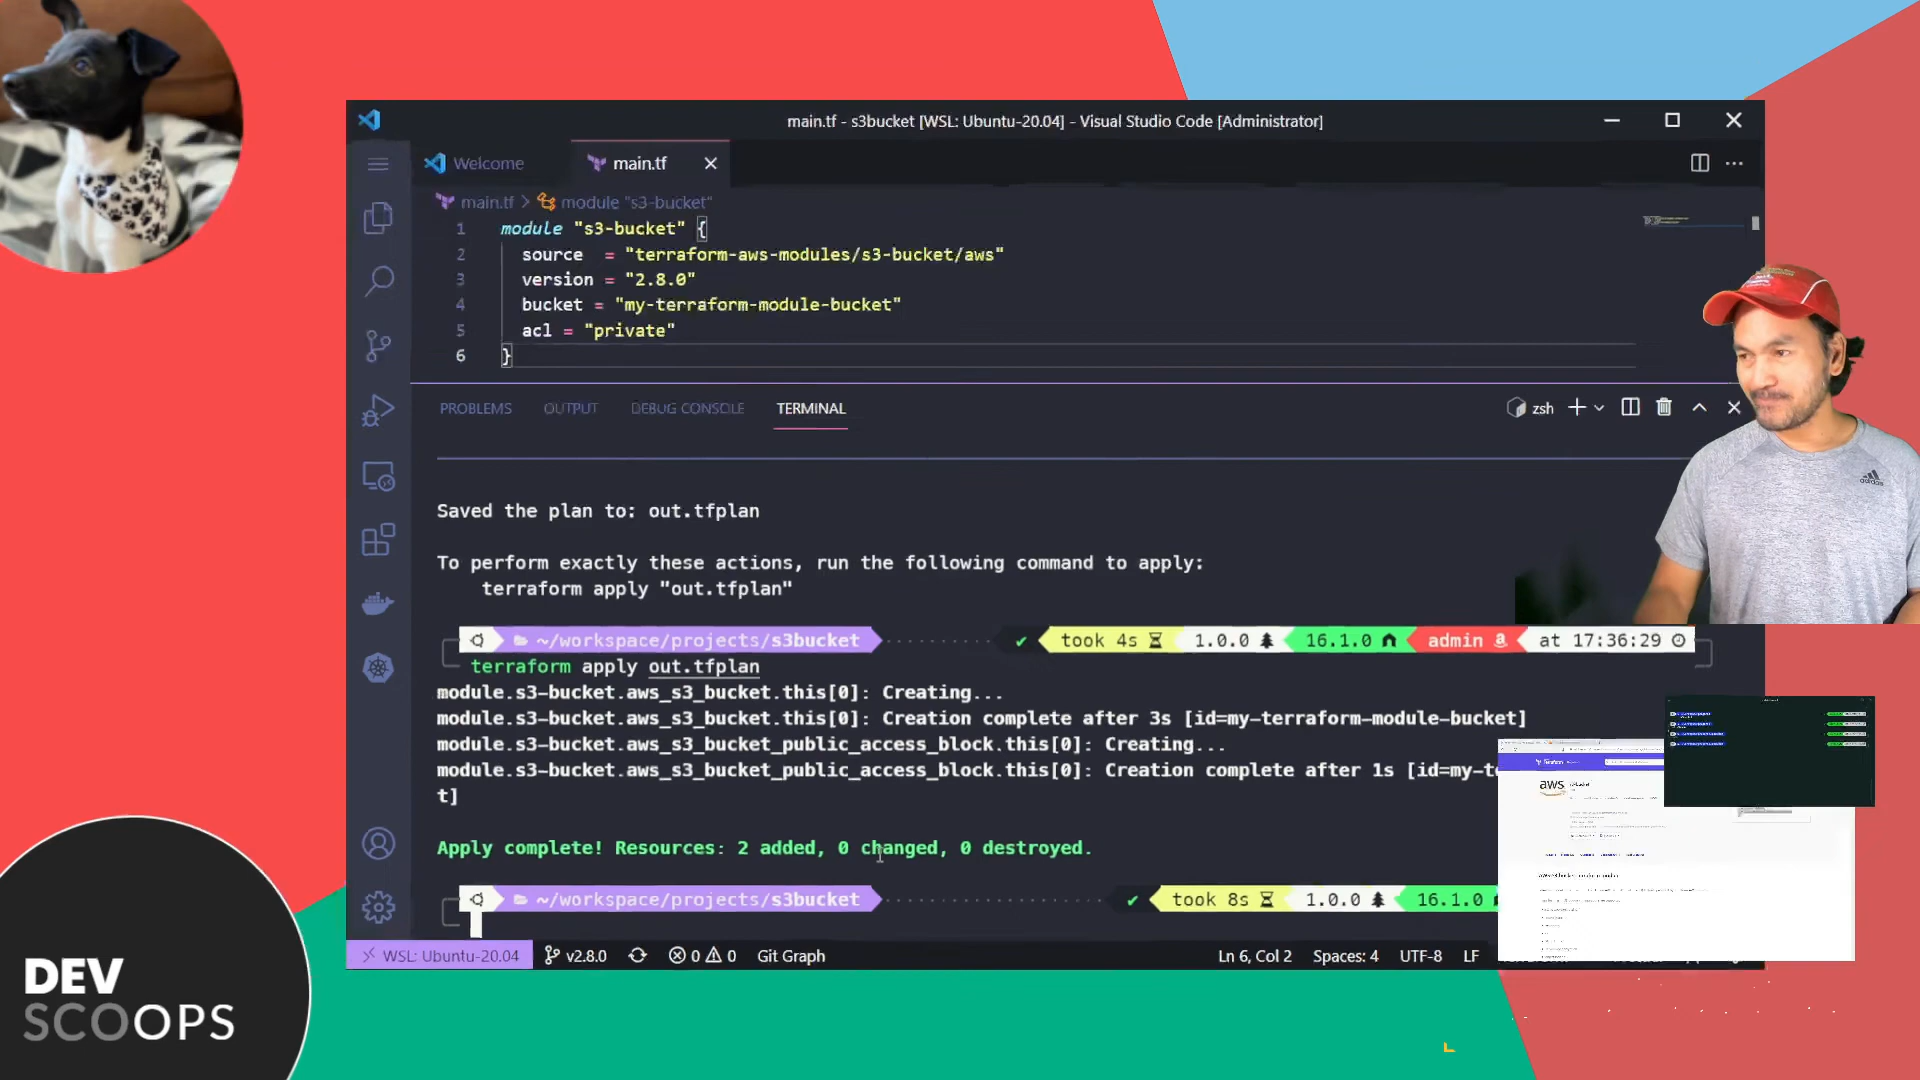 main.tf - s3bucket [WSL: Ubuntu-20.04] - Visual Studio Code [Administrator]
Welcome
main.tf
main.tf > module "s3-bucket"
1 module "s3-bucket" {
2 source = "terraform-aws-modules/s3-bucket/aws"
3 version = "2.8.0"
4 bucket = "my-terraform-module-bucket"
5 acl = "private"
6 }
PROBLEMS OUTPUT DEBUG CONSOLE TERMINAL
zsh
Saved the plan to: out.tfplan
To perform exactly these actions, run the following command to apply:
terraform apply "out.tfplan"
~/workspace/projects/s3bucket took 4s 1.0.0 16.1.0 admin at 17:36:29
terraform apply out.tfplan
module.s3-bucket.aws_s3_bucket.this[0]: Creating...
module.s3-bucket.aws_s3_bucket.this[0]: Creation complete after 3s [id=my-terraform-module-bucket]
module.s3-bucket.aws_s3_bucket_public_access_block.this[0]: Creating...
module.s3-bucket.aws_s3_bucket_public_access_block.this[0]: Creation complete after 1s [id=my-t
t]
Apply complete! Resources: 2 added, 0 changed, 0 destroyed.
~/workspace/projects/s3bucket took 8s 1.0.0 16.1.0
WSL: Ubuntu-20.04 v2.8.0 0 0 Git Graph Ln 6, Col 2 Spaces: 4 UTF-8 LF
adidas
aws
DEV
SCOOPS